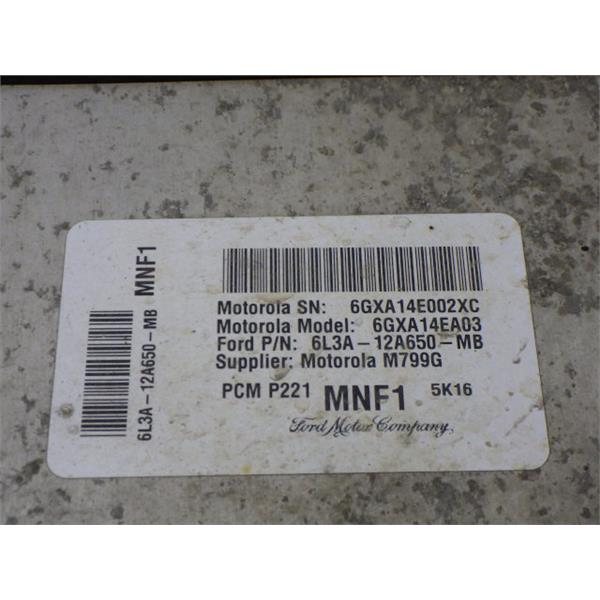 6L3A-12A650-MB MNF1
Motorola SN: 6GXA14E002XC
Motorola Model: 6GXA14EA03
Ford P/N: 6L3A-12A650-MB
Supplier: Motorola M799G
PCM P221 MNF1 5K16
Ford Motor Company,